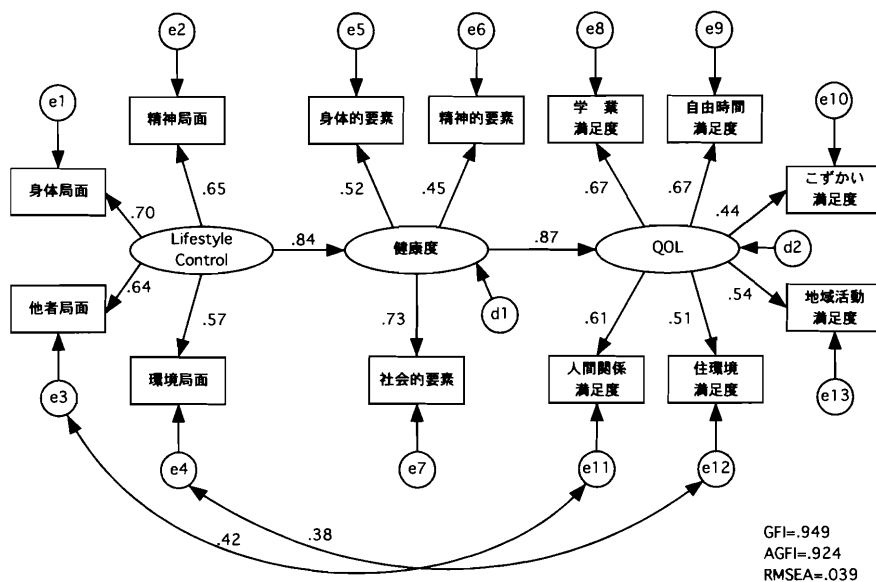 e2
e5
e6
e8
e9
e1
e10
精神局面
身体的要素
精神的要素
学　業
満足度
自由時間
満足度
こずかい
満足度
身体局面
.70
.65
.52
.45
.67
.67
.44
Lifestyle
Control
.84
健康度
.87
QOL
d2
.64
.57
.73
d1
.61
.51
.54
他者局面
地域活動
満足度
環境局面
社会的要素
人間関係
満足度
住環境
満足度
e3
e13
e4
e7
e11
e12
.42
.38
GFI=.949
AGFI=.924
RMSEA=.039